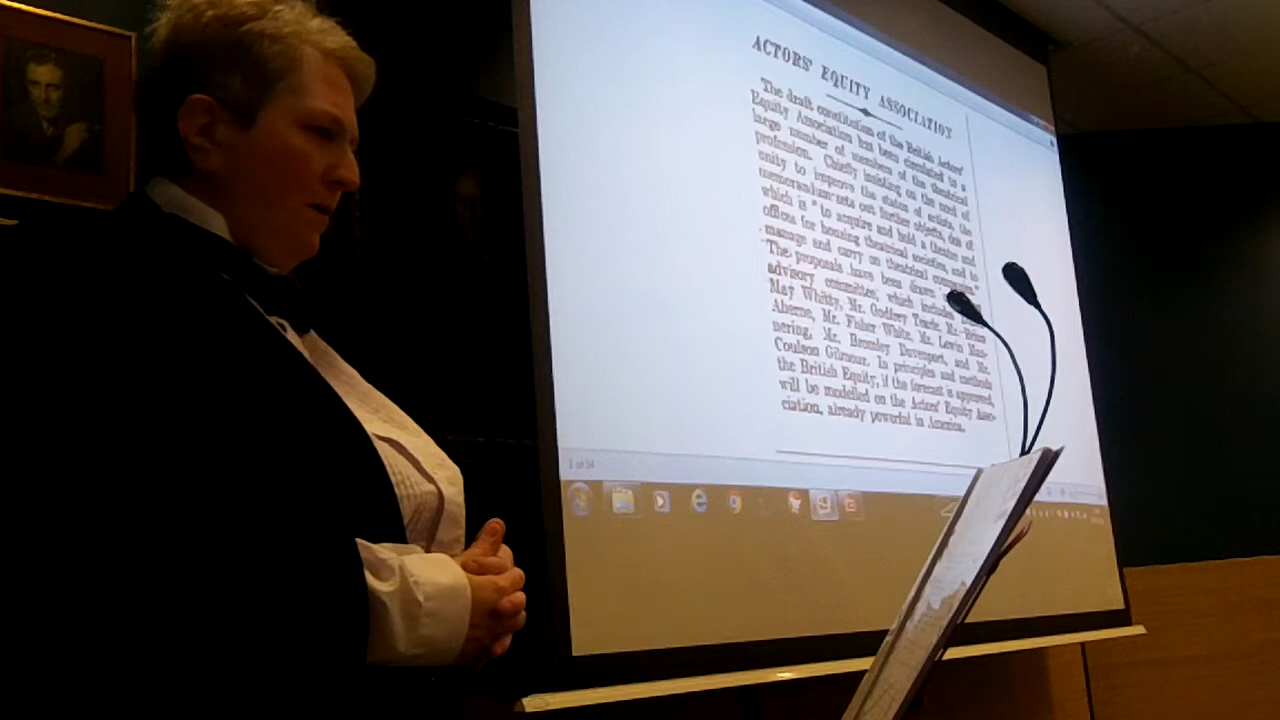 ACTORS' EQUITY ASSOCIATION
The draft constitution of the British Actors'
Equity Association has been circulated to a
large number of members of the theatrical
profession. Chiefly insisting on the need of
unity to improve the status of artists, the
memorandum sets out further objects, one of
which is "to acquire and hold a theatre and
offices for housing theatrical societies, and to
manage and carry on theatrical
The proposals have been drawn
advisory committee, which includes
May Whitty, Mr. Godfrey Tearle, Mr. Brian
Aherne, Mr. Fisher White, Mr. Lewin Man-
nering, Mr. Bromley Davenport, and Mr.
Coulson Gilmour. In principles and methods
the British Equity, if the forecast is approved,
will be modelled on the Actors' Equity Asso-
ciation, already powerful in America.
1 of 34